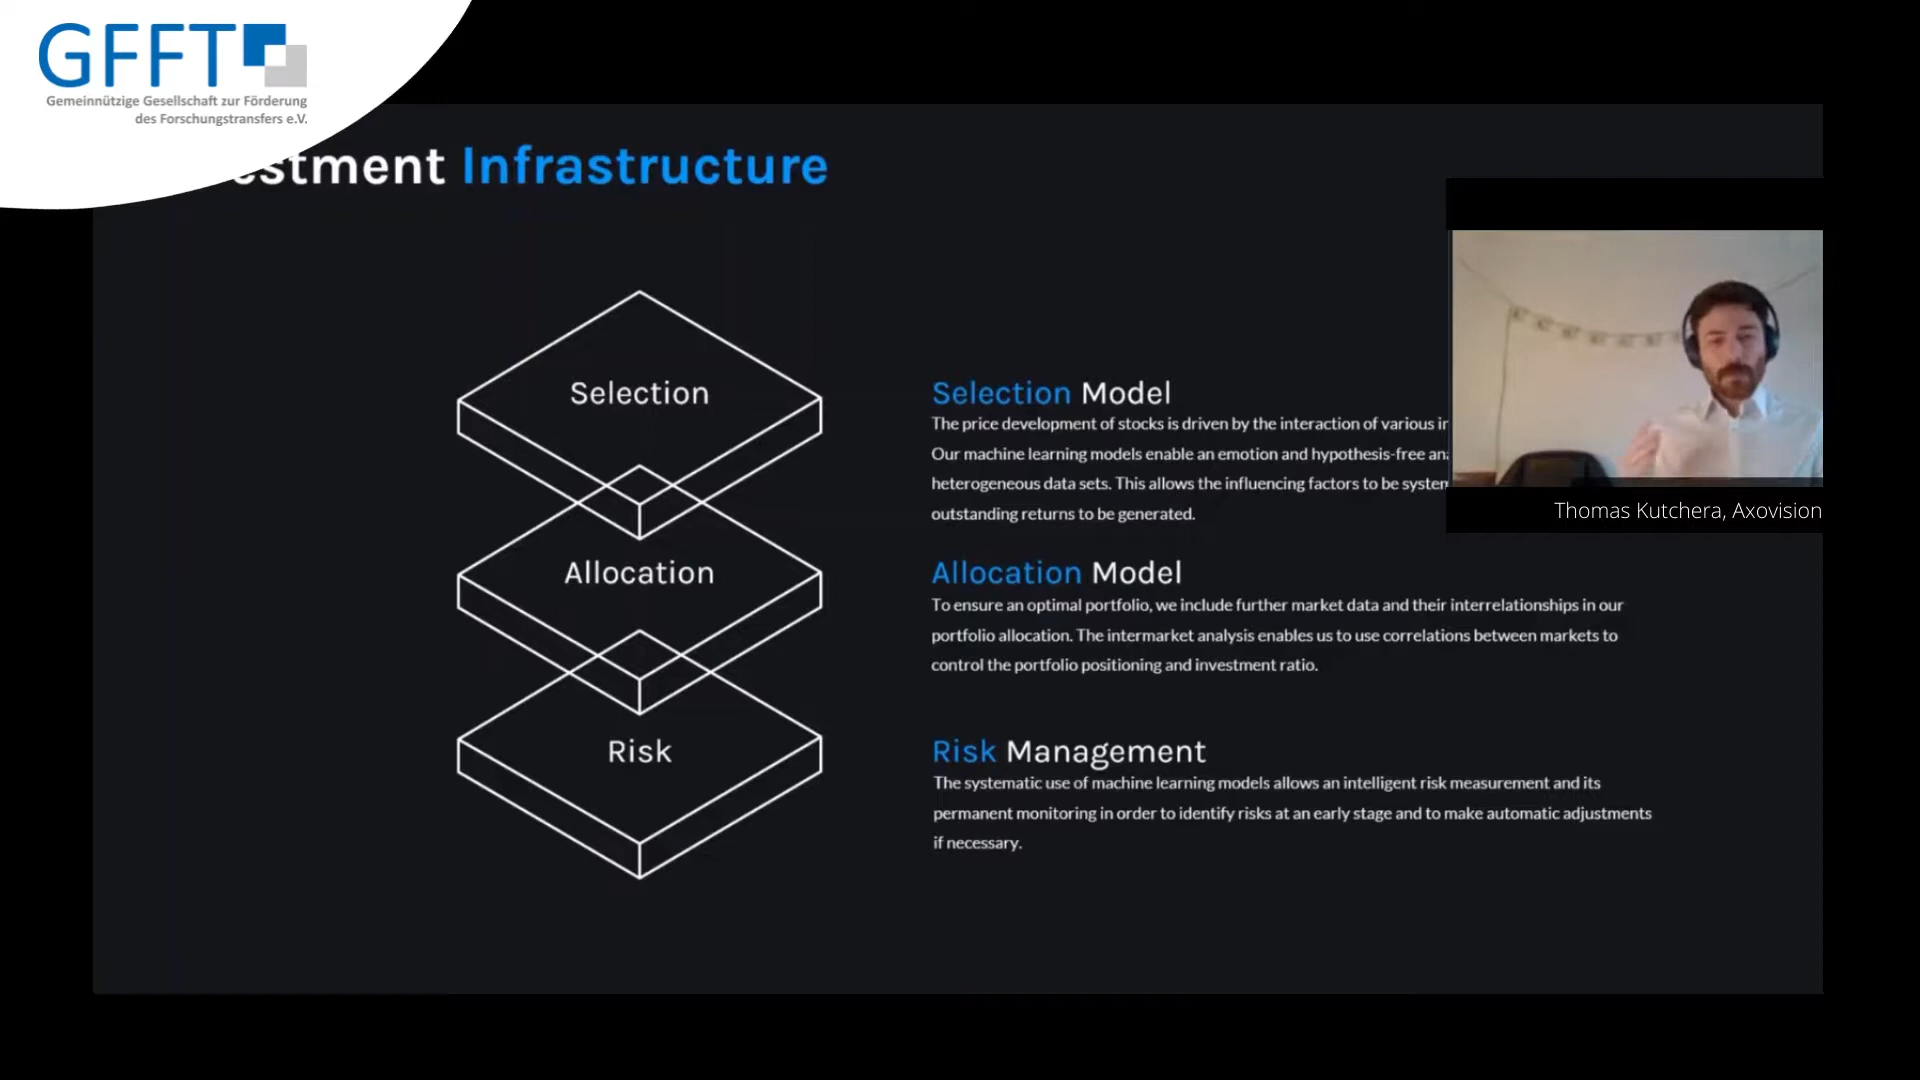 GFFT
Gemeinnützige Gesellschaft zur Förderung
des Forschungstransfers e.V.
Infrastructure
Selection
Allocation
Risk
Selection Model
The price development of stocks is driven by the interaction of various
Our machine learning models enable an emotion and hypothesis-free
heterogeneous data sets. This allows the influencing factors to be
outstanding returns to be generated.
Allocation Model
To ensure an optimal portfolio, we include further market data and their interrelationships in our
portfolio allocation. The intermarket analysis enables us to use correlations between markets to
control the portfolio positioning and investment ratio.
Risk Management
The systematic use of machine learning models allows an intelligent risk measurement and its
permanent monitoring in order to identify risks at an early stage and to make automatic adjustments
if necessary.
Thomas Kutchera, Axovision